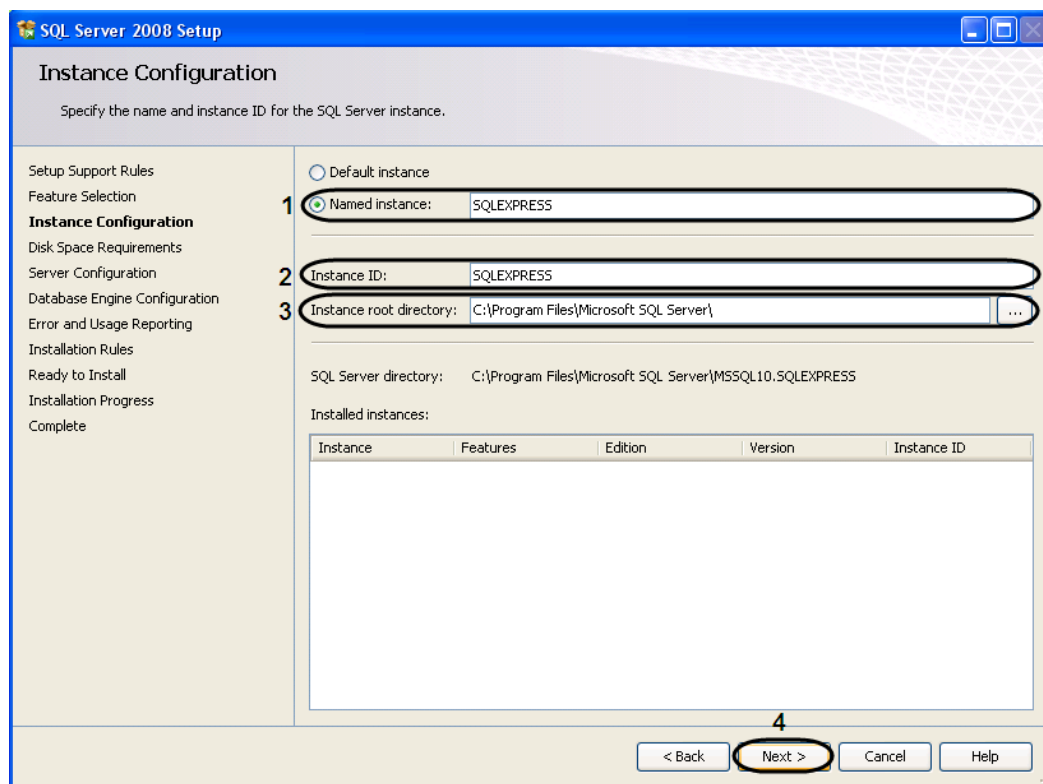 SQL Server 2008 Setup
Instance Configuration
Specify the name and instance ID for the SQL Server instance.
Setup Support Rules
Feature Selection
Instance Configuration
Disk Space Requirements
Server Configuration
Database Engine Configuration
Error and Usage Reporting
Installation Rules
Ready to Install
Installation Progress
Complete
Default instance
1 Named instance: SQLEXPRESS
2 Instance ID: SQLEXPRESS
3 Instance root directory: C:\Program Files\Microsoft SQL Server\ ...
SQL Server directory: C:\Program Files\Microsoft SQL Server\MSSQL10.SQLEXPRESS
Installed instances:
Instance Features Edition Version Instance ID
4
< Back Next > Cancel Help